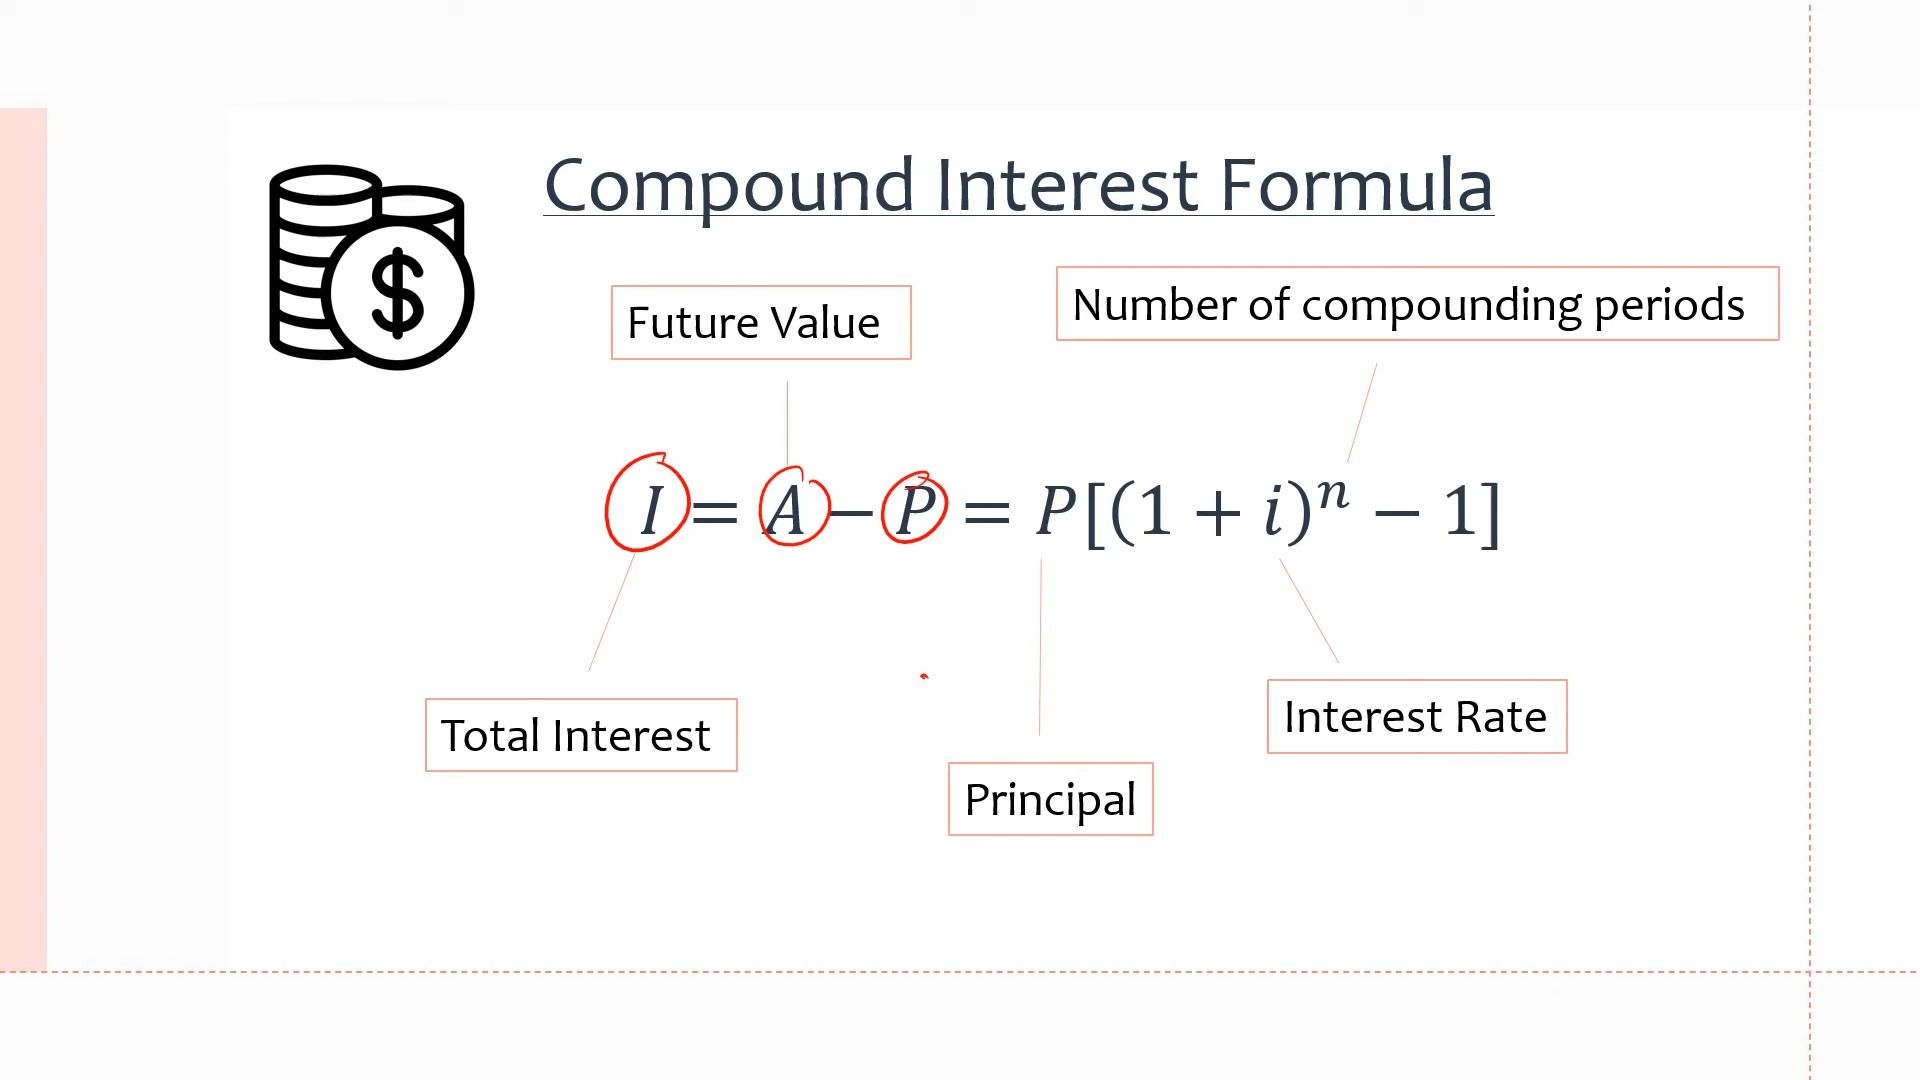 Compound Interest Formula
Future Value
Number of compounding periods
I = A − P = P[(1 + i)ⁿ − 1]
Total Interest
Interest Rate
Principal
$